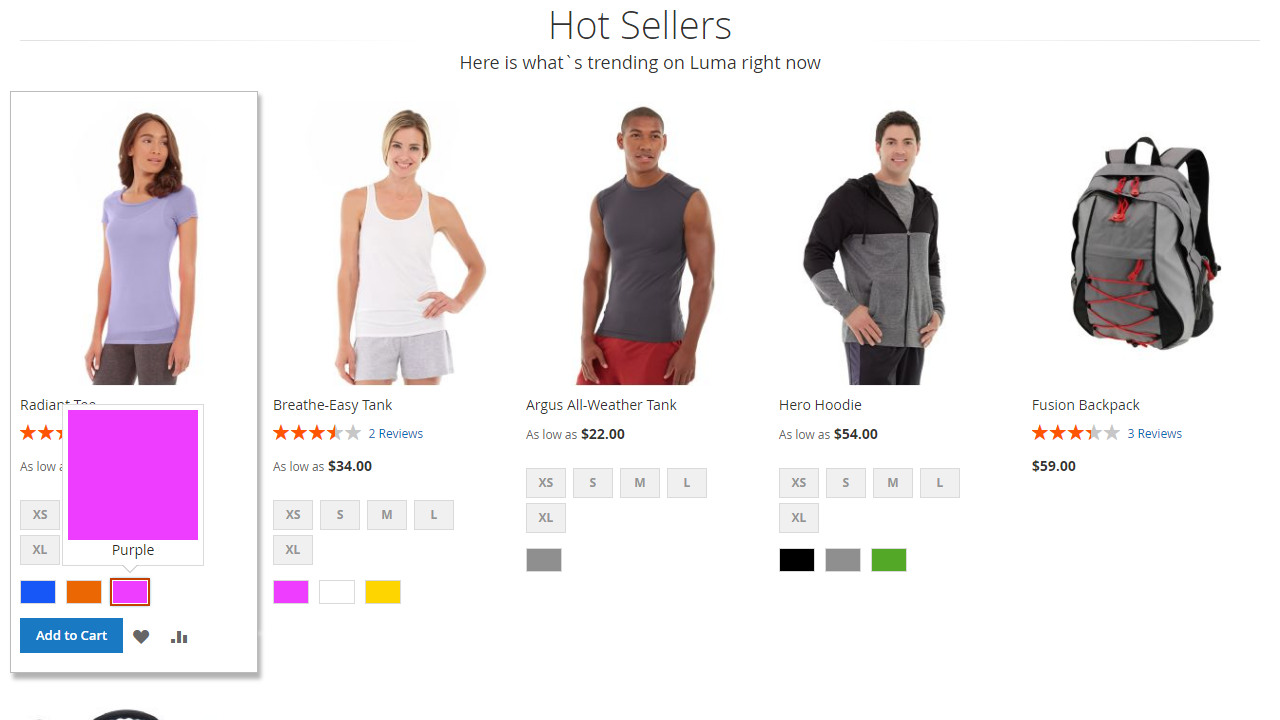 Hot Sellers
Here is what`s trending on Luma right now
Radiant Tee
As low
XS
XL
Purple
Add to Cart
Breathe-Easy Tank
2 Reviews
As low as $34.00
XS S M L
XL
Argus All-Weather Tank
As low as $22.00
XS S M L
XL
Hero Hoodie
As low as $54.00
XS S M L
XL
Fusion Backpack
3 Reviews
$59.00